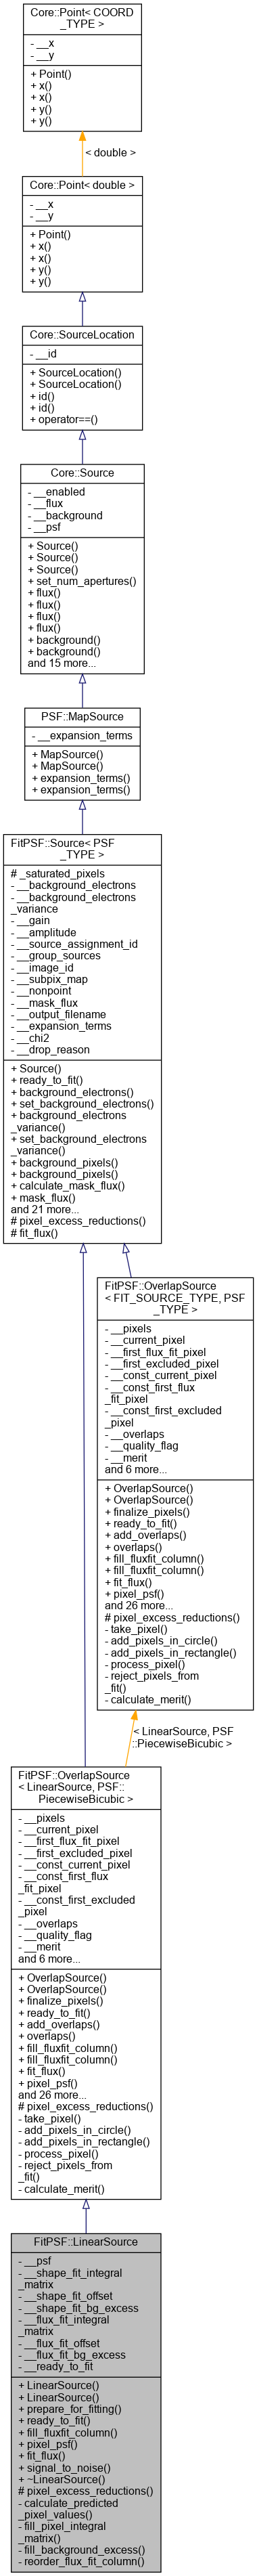 Core::Point< COORD
_TYPE >
- __x
- __y
+ Point()
+ x()
+ x()
+ y()
+ y()
< double >
Core::Point< double >
- __x
- __y
+ Point()
+ x()
+ x()
+ y()
+ y()
Core::SourceLocation
- __id
+ SourceLocation()
+ SourceLocation()
+ id()
+ id()
+ operator==()
Core::Source
- __enabled
- __flux
- __background
- __psf
+ Source()
+ Source()
+ Source()
+ set_num_apertures()
+ flux()
+ flux()
+ flux()
+ flux()
+ background()
+ background()
and 15 more...
PSF::MapSource
- __expansion_terms
+ MapSource()
+ MapSource()
+ expansion_terms()
+ expansion_terms()
FitPSF::Source< PSF
_TYPE >
# _saturated_pixels
- __background_electrons
- __background_electrons
_variance
- __gain
- __amplitude
- __source_assignment_id
- __group_sources
- __image_id
- __subpix_map
- __nonpoint
- __mask_flux
- __output_filename
- __expansion_terms
- __chi2
- __drop_reason
+ Source()
+ ready_to_fit()
+ background_electrons()
+ set_background_electrons()
+ background_electrons
_variance()
+ set_background_electrons
_variance()
+ background_pixels()
+ background_pixels()
+ calculate_mask_flux()
+ mask_flux()
and 21 more...
# pixel_excess_reductions()
# fit_flux()
FitPSF::OverlapSource
< FIT_SOURCE_TYPE, PSF
_TYPE >
- __pixels
- __current_pixel
- __first_flux_fit_pixel
- __first_excluded_pixel
- __const_current_pixel
- __const_first_flux
_fit_pixel
- __const_first_excluded
_pixel
- __overlaps
- __quality_flag
- __merit
and 6 more...
+ OverlapSource()
+ OverlapSource()
+ finalize_pixels()
+ ready_to_fit()
+ add_overlaps()
+ overlaps()
+ fill_fluxfit_column()
+ fill_fluxfit_column()
+ fit_flux()
+ pixel_psf()
and 26 more...
# pixel_excess_reductions()
- take_pixel()
- add_pixels_in_circle()
- add_pixels_in_rectangle()
- process_pixel()
- reject_pixels_from
_fit()
- calculate_merit()
< LinearSource, PSF
::PiecewiseBicubic >
FitPSF::OverlapSource
< LinearSource, PSF::
PiecewiseBicubic >
- __pixels
- __current_pixel
- __first_flux_fit_pixel
- __first_excluded_pixel
- __const_current_pixel
- __const_first_flux
_fit_pixel
- __const_first_excluded
_pixel
- __overlaps
- __quality_flag
- __merit
and 6 more...
+ OverlapSource()
+ OverlapSource()
+ finalize_pixels()
+ ready_to_fit()
+ add_overlaps()
+ overlaps()
+ fill_fluxfit_column()
+ fill_fluxfit_column()
+ fit_flux()
+ pixel_psf()
and 26 more...
# pixel_excess_reductions()
- take_pixel()
- add_pixels_in_circle()
- add_pixels_in_rectangle()
- process_pixel()
- reject_pixels_from
_fit()
- calculate_merit()
FitPSF::LinearSource
- __psf
- __shape_fit_integral
_matrix
- __shape_fit_offset
- __shape_fit_bg_excess
- __flux_fit_integral
_matrix
- __flux_fit_offset
- __flux_fit_bg_excess
- __ready_to_fit
+ LinearSource()
+ LinearSource()
+ prepare_for_fitting()
+ ready_to_fit()
+ fill_fluxfit_column()
+ pixel_psf()
+ fit_flux()
+ signal_to_noise()
+ ~LinearSource()
# pixel_excess_reductions()
- calculate_predicted
_pixel_values()
- fill_pixel_integral
_matrix()
- fill_background_excess()
- reorder_flux_fit_column()